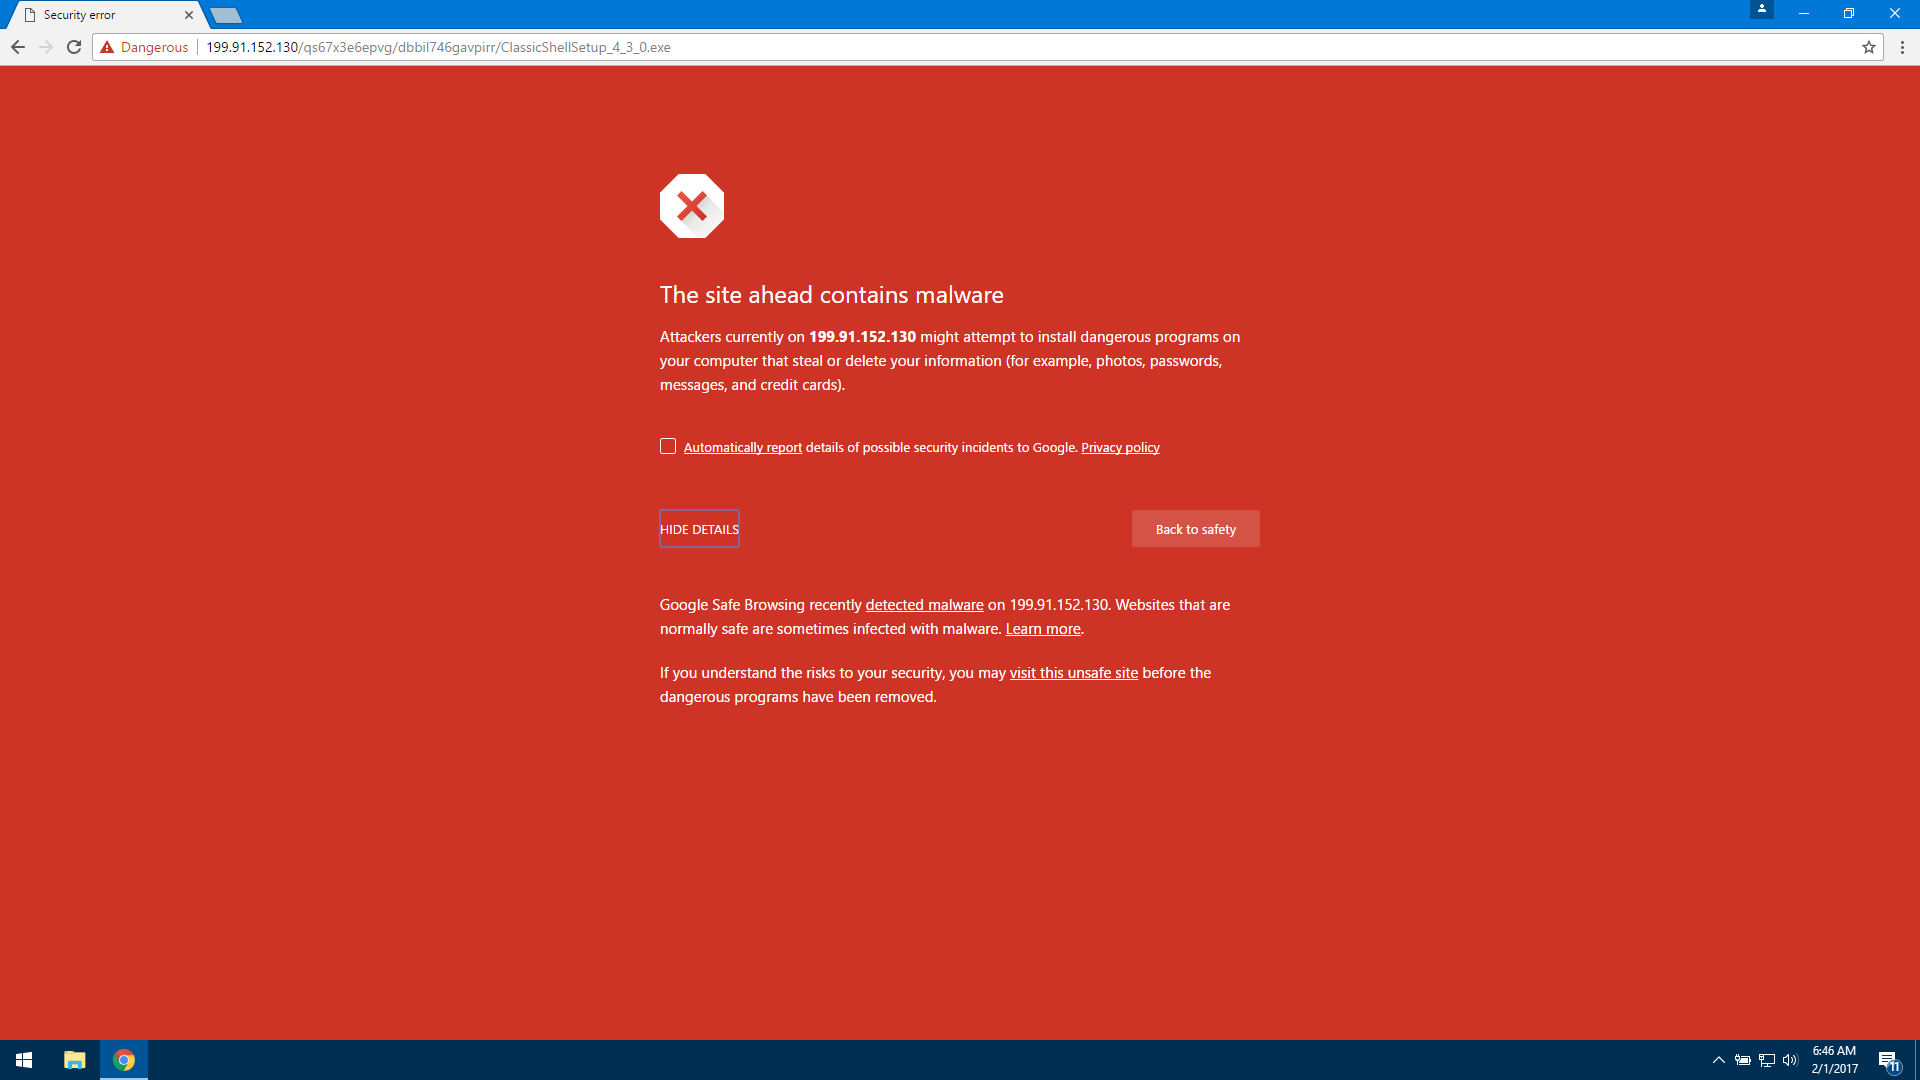 Security error
Dangerous 199.91.152.130/qs67x3e6epvg/dbbil746gavpirr/ClassicShellSetup_4_3_0.exe
The site ahead contains malware
Attackers currently on 199.91.152.130 might attempt to install dangerous programs on
your computer that steal or delete your information (for example, photos, passwords,
messages, and credit cards).
Automatically report details of possible security incidents to Google. Privacy policy
HIDE DETAILS
Back to safety
Google Safe Browsing recently detected malware on 199.91.152.130. Websites that are
normally safe are sometimes infected with malware. Learn more.
If you understand the risks to your security, you may visit this unsafe site before the
dangerous programs have been removed.
6:46 AM
2/1/2017
11